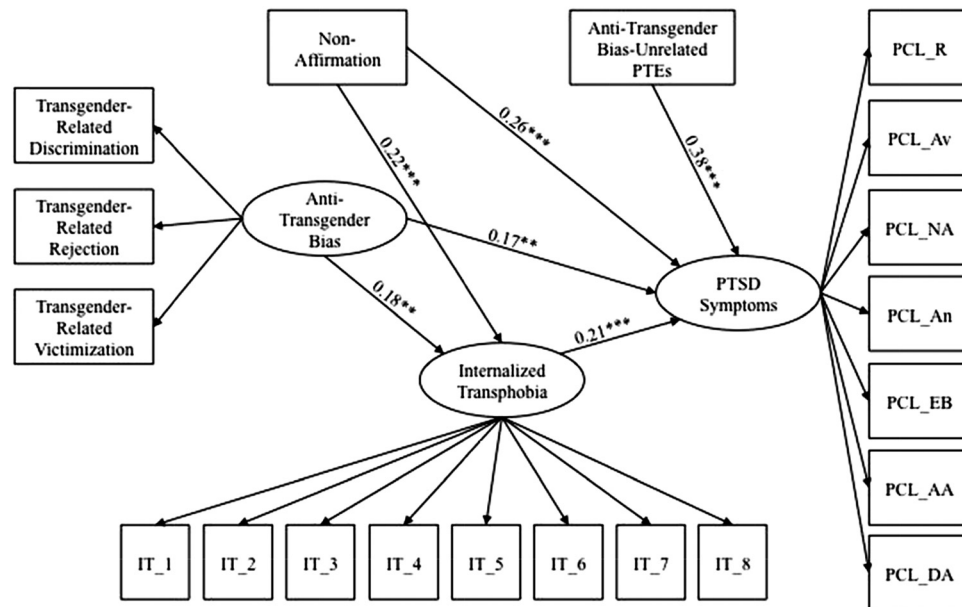 Non-
Affirmation
Anti-Transgender
Bias-Unrelated
PTEs
PCL_R
Transgender-
Related
Discrimination
0.26***
0.38***
PCL_Av
0.22***
Transgender-
Related
Rejection
Anti-
Transgender
Bias
0.17**
PCL_NA
PTSD
Symptoms
PCL_An
Transgender-
Related
Victimization
0.18**
0.21***
Internalized
Transphobia
PCL_EB
PCL_AA
IT_1
IT_2
IT_3
IT_4
IT_5
IT_6
IT_7
IT_8
PCL_DA